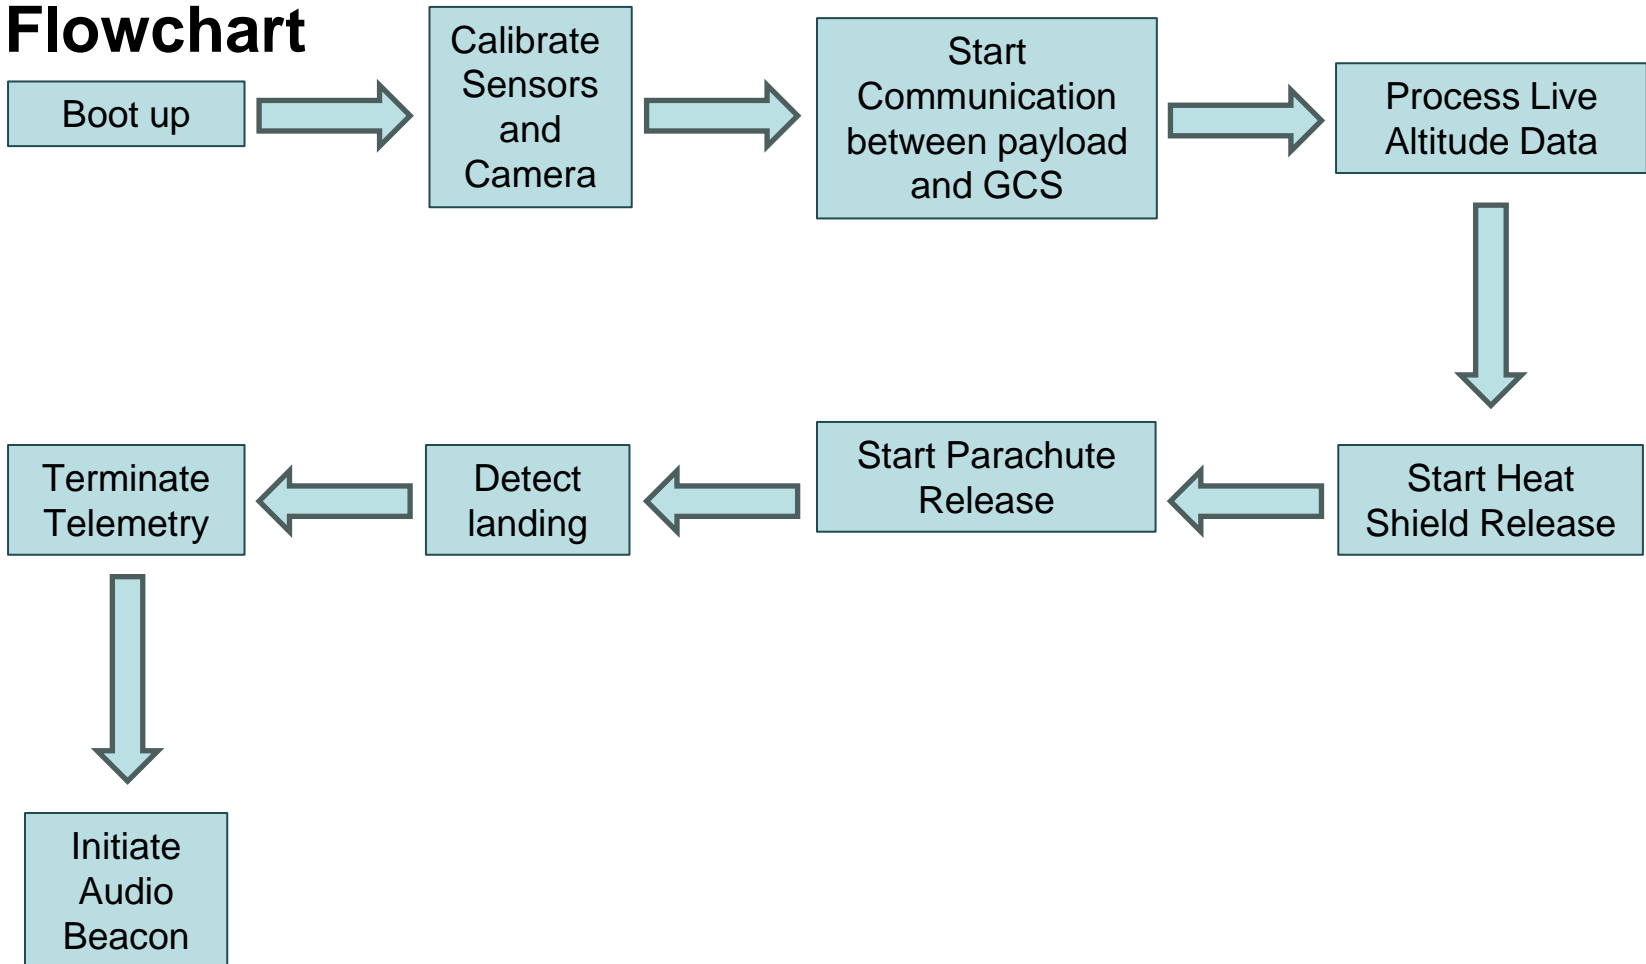 Flowchart
Boot up
Calibrate
Sensors
and
Camera
Start
Communication
between payload
and GCS
Process Live
Altitude Data
Start Heat
Shield Release
Start Parachute
Release
Detect
landing
Terminate
Telemetry
Initiate
Audio
Beacon